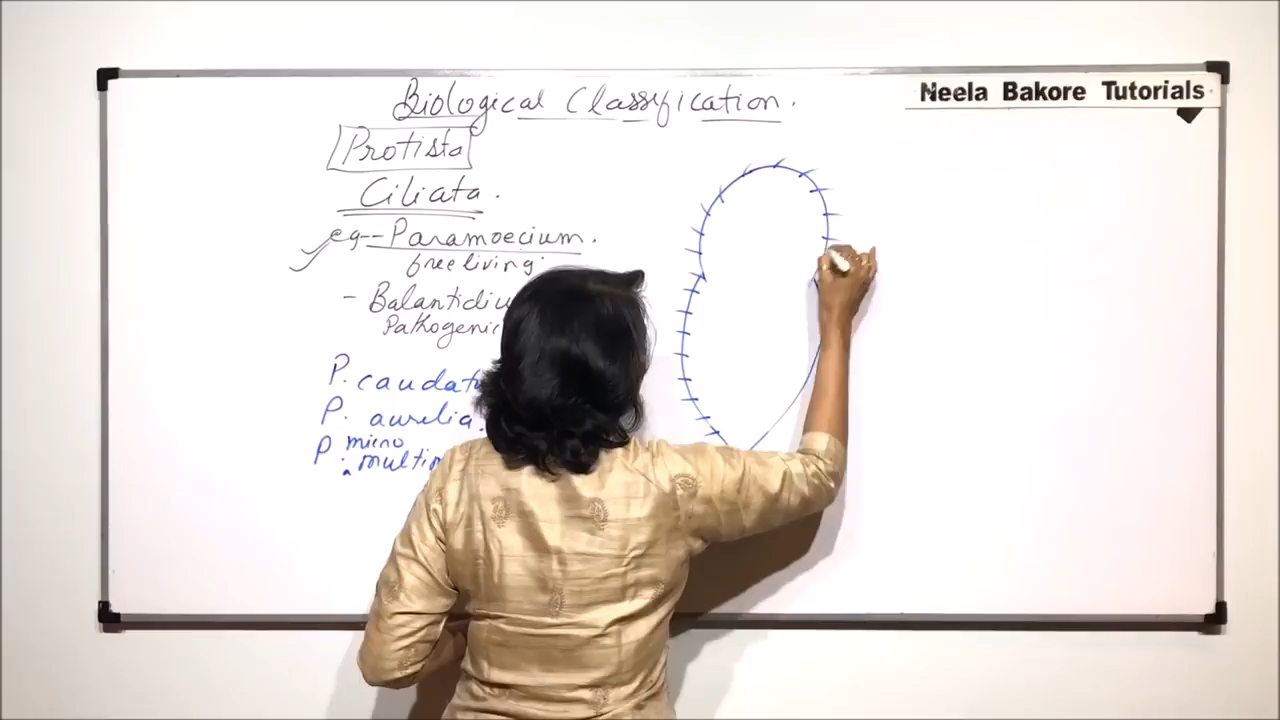 Biological Classification.
Neela Bakore Tutorials
Protista
Ciliata.
eg-- Paramoecium.
free living.
- Balantidiu
Pathogenic
P. caudat
P. aurelia.
micro
P. multi